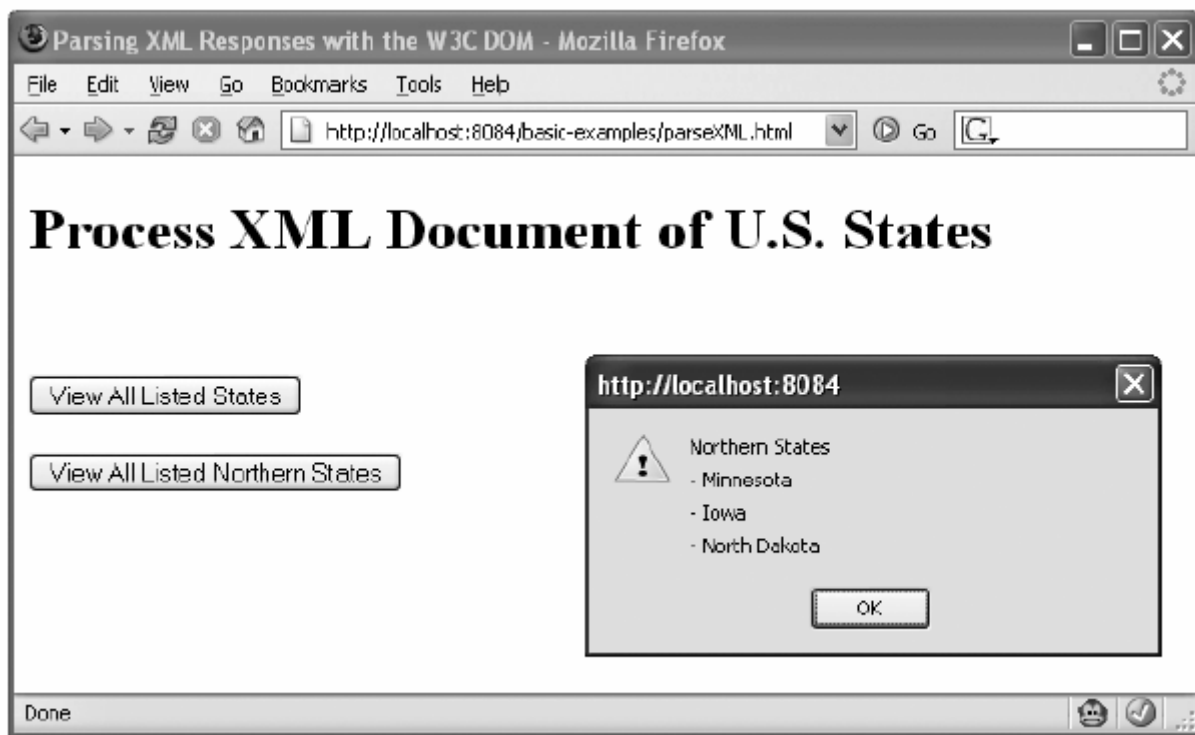 Parsing XML Responses with the W3C DOM - Mozilla Firefox
File Edit View Go Bookmarks Tools Help
http://localhost:8084/basic-examples/parseXML.html Go G
Process XML Document of U.S. States
View All Listed States
View All Listed Northern States
http://localhost:8084
Northern States
- Minnesota
- Iowa
- North Dakota
OK
Done